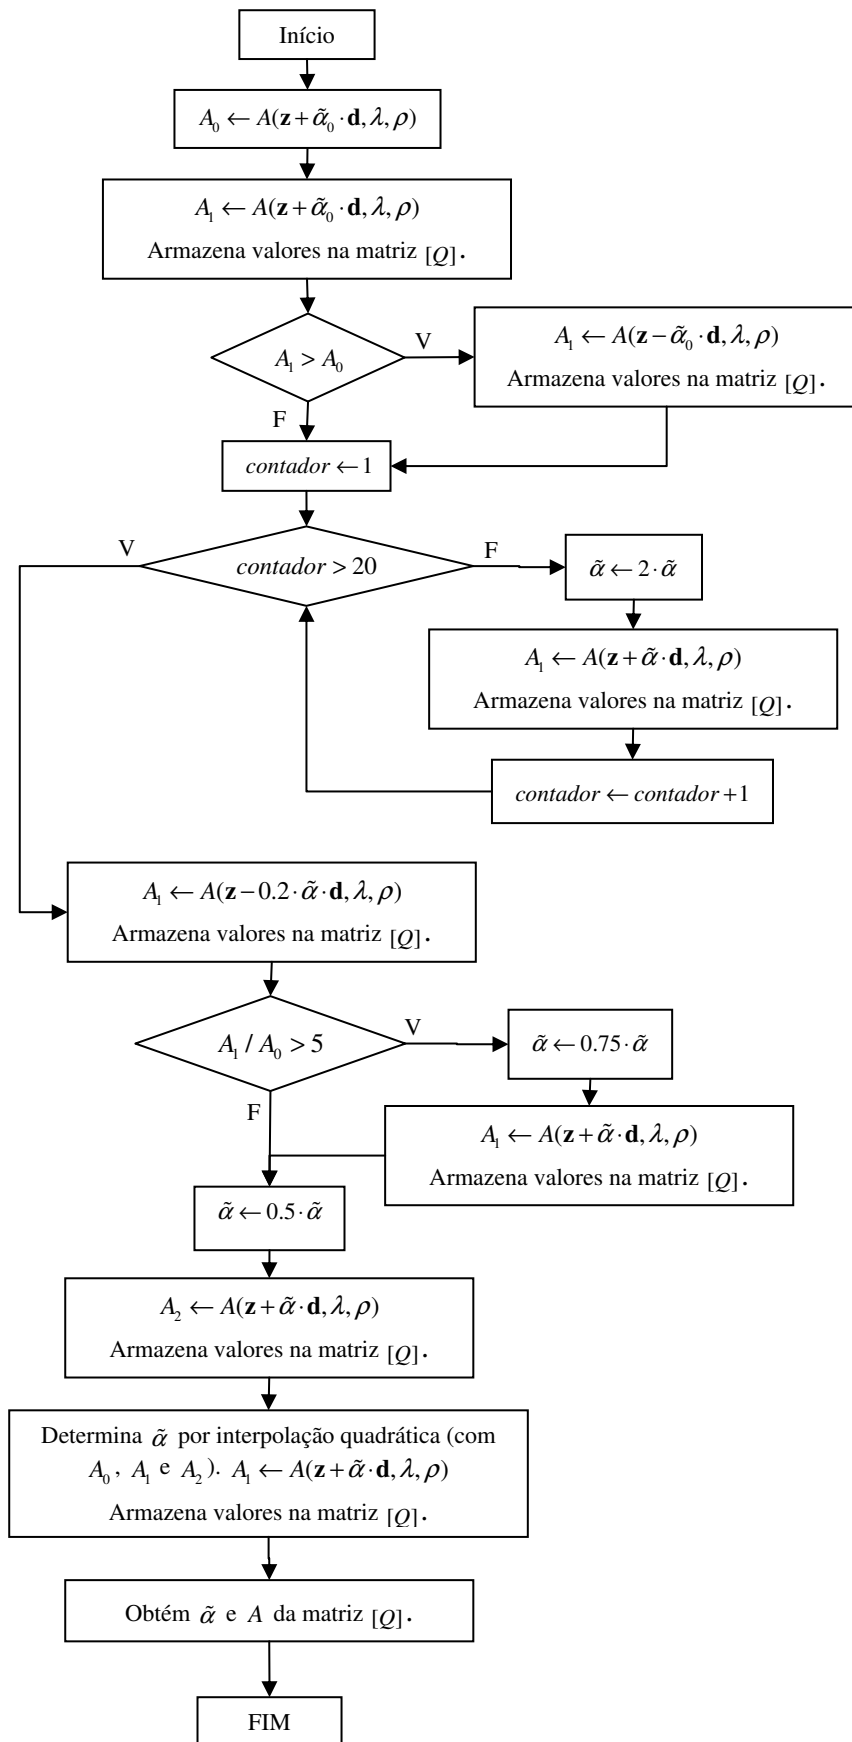 Início
A₀ ← A(z + α̃₀ · d, λ, ρ)
A₁ ← A(z + α̃₀ · d, λ, ρ)
Armazena valores na matriz [Q].
A₁ > A₀
V
A₁ ← A(z − α̃₀ · d, λ, ρ)
Armazena valores na matriz [Q].
F
contador ← 1
V
contador > 20
F
α̃ ← 2 · α̃
A₁ ← A(z + α̃ · d, λ, ρ)
Armazena valores na matriz [Q].
contador ← contador + 1
A₁ ← A(z − 0.2 · α̃ · d, λ, ρ)
Armazena valores na matriz [Q].
A₁ / A₀ > 5
V
α̃ ← 0.75 · α̃
F
A₁ ← A(z + α̃ · d, λ, ρ)
Armazena valores na matriz [Q].
α̃ ← 0.5 · α̃
A₂ ← A(z + α̃ · d, λ, ρ)
Armazena valores na matriz [Q].
Determina α̃ por interpolação quadrática (com
A₀, A₁ e A₂). A₁ ← A(z + α̃ · d, λ, ρ)
Armazena valores na matriz [Q].
Obtém α̃ e A da matriz [Q].
FIM